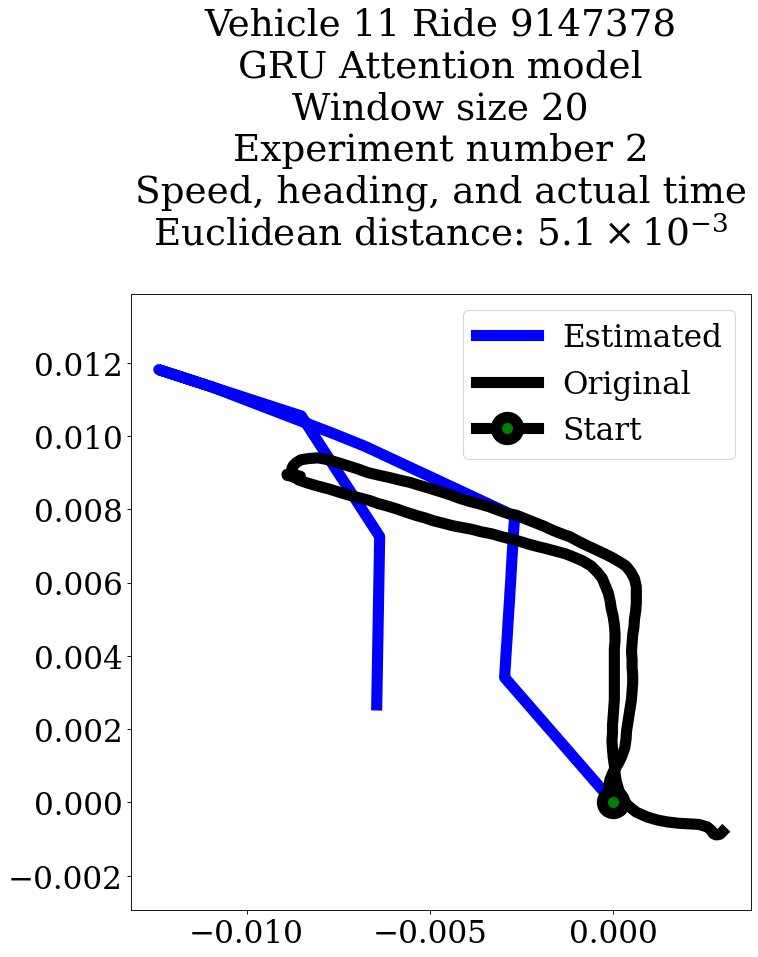 Vehicle 11 Ride 9147378
GRU Attention model
Window size 20
Experiment number 2
Speed, heading, and actual time
Euclidean distance: 5.1 × 10⁻³
Estimated
Original
Start
0.012
0.010
0.008
0.006
0.004
0.002
0.000
−0.002
−0.010 −0.005 0.000